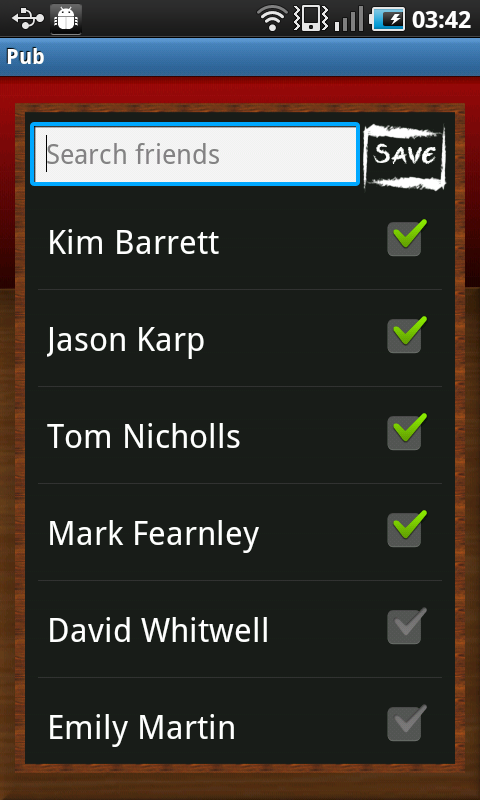 03:42
Pub
Search friends
SAVE
Kim Barrett
Jason Karp
Tom Nicholls
Mark Fearnley
David Whitwell
Emily Martin